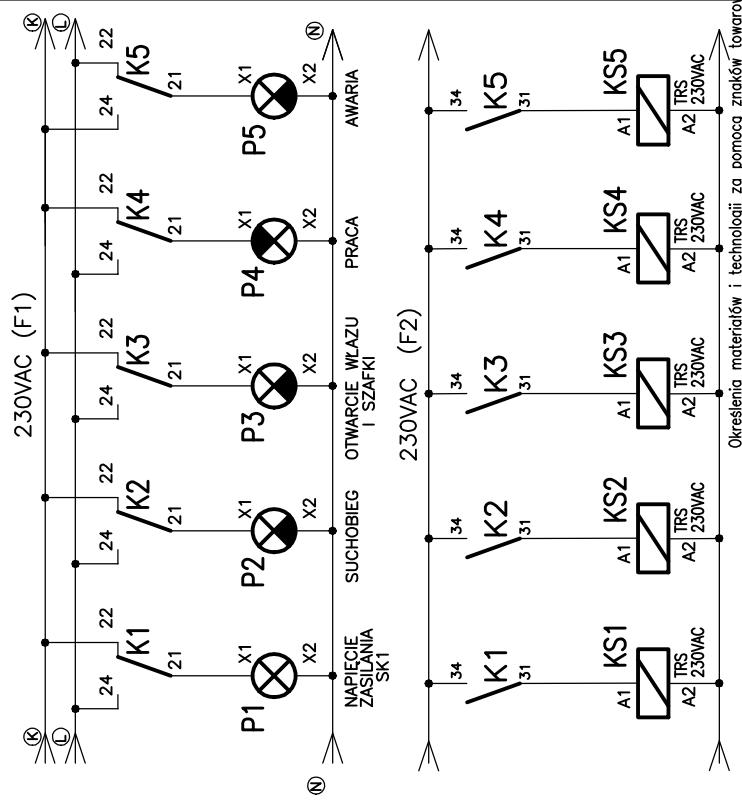 230VAC (F1)
K
L
K
L
24
22
K1
21
24
22
K2
21
24
22
K3
21
22
24
K4
21
24
22
K5
21
P1
X1
X2
P2
X1
X2
P3
X1
X2
P4
X1
X2
P5
X1
X2
N
N
NAPIĘCIE
ZASILANIA
SK1
SUCHOBIEG
OTWARCIE WŁAZU
I SZAFKI
PRACA
AWARIA
230VAC (F2)
34
K1
31
34
K2
31
34
K3
31
34
K4
31
34
K5
31
KS1
A1
A2
TRS
230VAC
KS2
A1
A2
TRS
230VAC
KS3
A1
A2
TRS
230VAC
KS4
A1
A2
TRS
230VAC
KS5
A1
A2
TRS
230VAC
Określenia materiałów i technologii za pomocą znaków